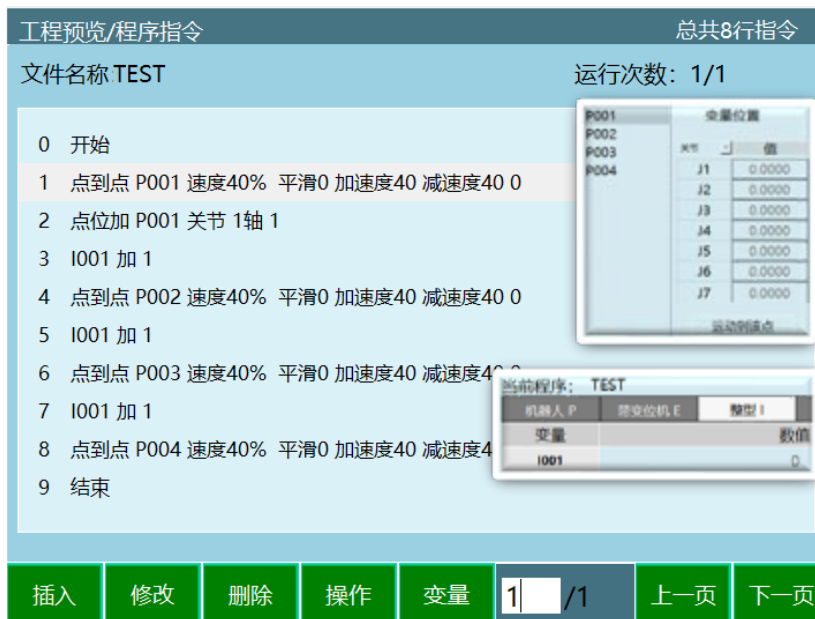 工程预览/程序指令 总共8行指令
文件名称:TEST 运行次数：1/1
0 开始
1 点到点 P001 速度40% 平滑0 加速度40 减速度40 0
2 点位加 P001 关节 1轴 1
3 I001 加 1
4 点到点 P002 速度40% 平滑0 加速度40 减速度40 0
5 I001 加 1
6 点到点 P003 速度40% 平滑0 加速度40 减速度40 0
7 I001 加 1
8 点到点 P004 速度40% 平滑0 加速度40 减速度4
9 结束
P001
P002
P003
P004
变量位置
关节 值
J1 0.0000
J2 0.0000
J3 0.0000
J4 0.0000
J5 0.0000
J6 0.0000
J7 0.0000
运动到该点
当前程序： TEST
机器人 P 变位机 E 整型 I
变量 数值
I001 0
插入 修改 删除 操作 变量 1 /1 上一页 下一页